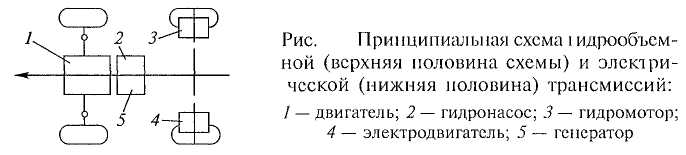 1
2
3
4
5
Рис. Принципиальная схема гидрообъем-
ной (верхняя половина схемы) и электри-
ческой (нижняя половина) трансмиссий:
1 — двигатель; 2 — гидронасос; 3 — гидромотор;
4 — электродвигатель; 5 — генератор